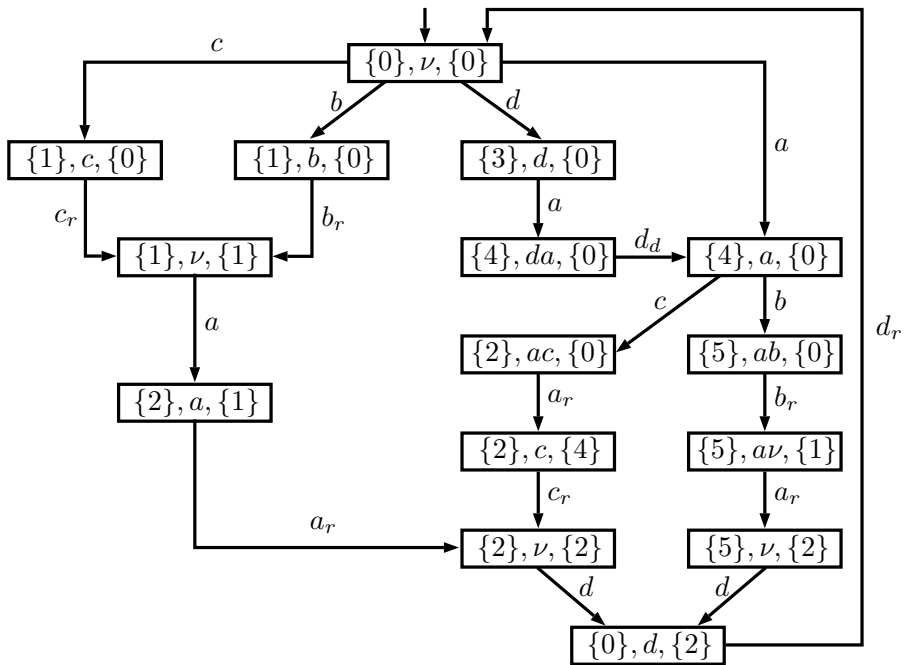 c
{0}, ν, {0}
b
d
{1}, c, {0}
{1}, b, {0}
{3}, d, {0}
a
c_r
b_r
a
{1}, ν, {1}
{4}, da, {0}
d_d
{4}, a, {0}
a
c
b
d_r
{2}, ac, {0}
{5}, ab, {0}
{2}, a, {1}
a_r
b_r
{2}, c, {4}
{5}, aν, {1}
c_r
a_r
a_r
{2}, ν, {2}
{5}, ν, {2}
d
d
{0}, d, {2}